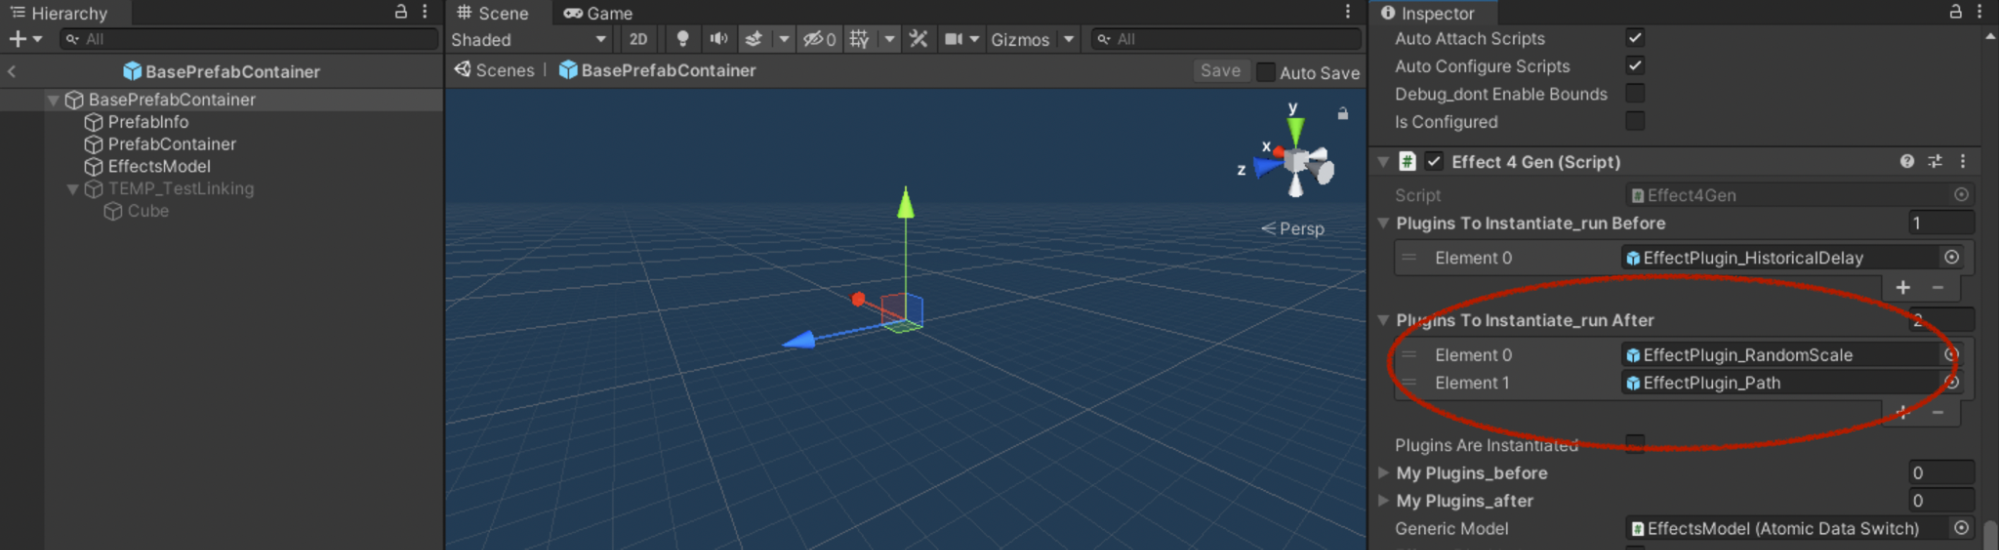 Hierarchy
All
BasePrefabContainer
BasePrefabContainer
PrefabInfo
PrefabContainer
EffectsModel
TEMP_TestLinking
Cube
Scene Game
Shaded 2D 0 Gizmos All
Scenes | BasePrefabContainer Save Auto Save
y
x
z
Persp
Inspector
Auto Attach Scripts
Auto Configure Scripts
Debug_dont Enable Bounds
Is Configured
# Effect 4 Gen (Script)
Script Effect4Gen
Plugins To Instantiate_run Before 1
Element 0 EffectPlugin_HistoricalDelay
+ −
Plugins To Instantiate_run After 2
Element 0 EffectPlugin_RandomScale
Element 1 EffectPlugin_Path
+ −
Plugins Are Instantiated
My Plugins_before 0
My Plugins_after 0
Generic Model EffectsModel (Atomic Data Switch)